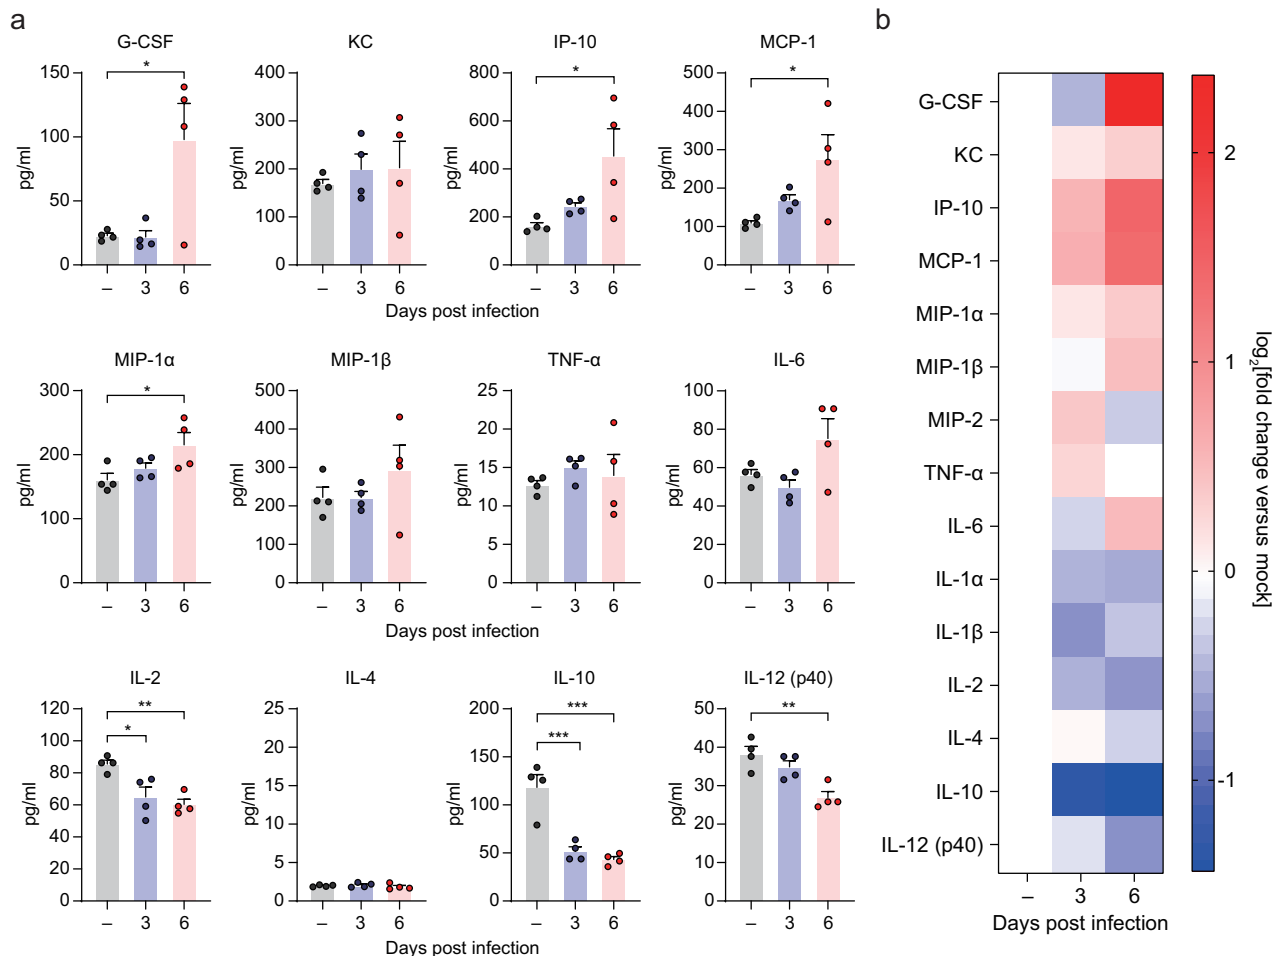 a
G-CSF
*
150
100
50
0
pg/ml
– 3 6
KC
400
300
200
100
0
pg/ml
– 3 6
IP-10
*
800
600
400
200
0
pg/ml
– 3 6
MCP-1
*
500
400
300
200
100
0
pg/ml
– 3 6
Days post infection
MIP-1α
*
300
200
100
0
pg/ml
– 3 6
MIP-1β
500
400
300
200
100
0
pg/ml
– 3 6
TNF-α
25
20
15
10
5
0
pg/ml
– 3 6
IL-6
100
80
60
40
20
0
pg/ml
– 3 6
Days post infection
IL-2
**
*
120
100
80
60
40
20
0
pg/ml
– 3 6
IL-4
25
20
15
10
5
0
pg/ml
– 3 6
IL-10
***
***
200
150
100
50
0
pg/ml
– 3 6
IL-12 (p40)
**
50
40
30
20
10
0
pg/ml
– 3 6
Days post infection
b
G-CSF
KC
IP-10
MCP-1
MIP-1α
MIP-1β
MIP-2
TNF-α
IL-6
IL-1α
IL-1β
IL-2
IL-4
IL-10
IL-12 (p40)
– 3 6
Days post infection
2
1
0
-1
log₂[fold change versus mock]